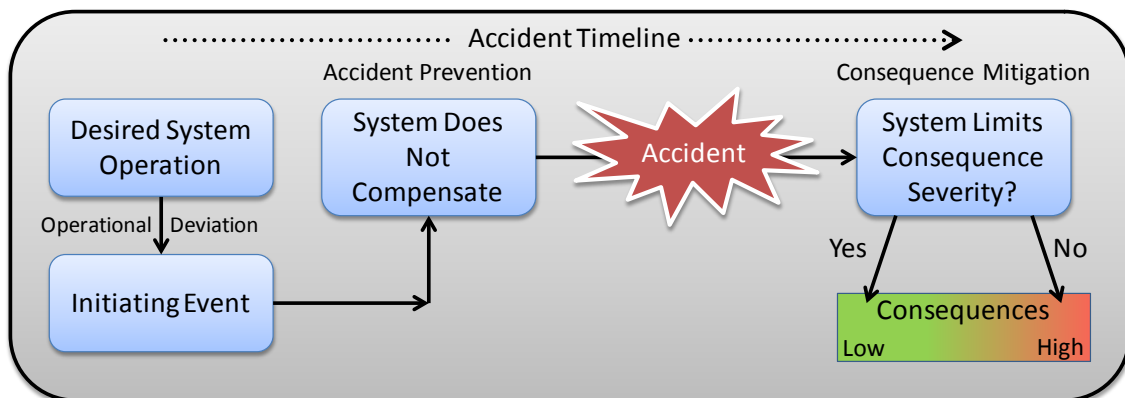 Accident Timeline
Accident Prevention
Consequence Mitigation
Desired System
Operation
System Does
Not
Compensate
Accident
System Limits
Consequence
Severity?
Operational Deviation
Yes
No
Initiating Event
Consequences
Low
High